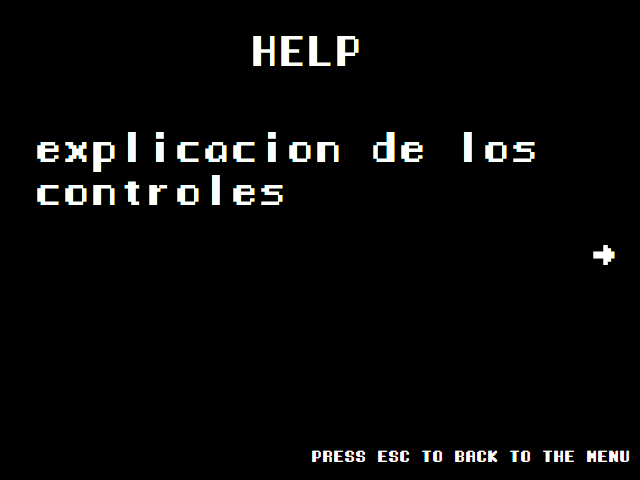 HELP
explicacion de los
controles
PRESS ESC TO BACK TO THE MENU